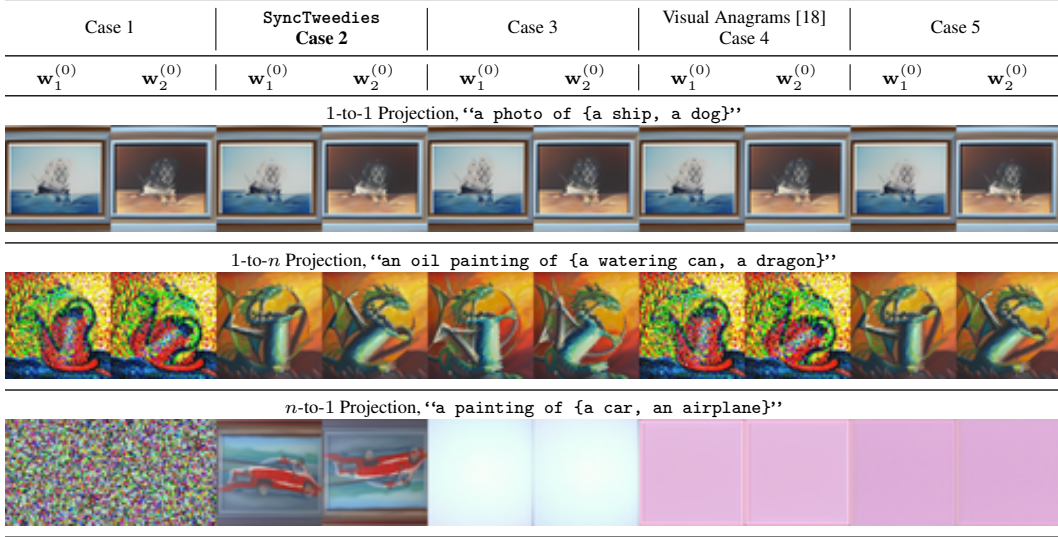 Case 1 SyncTweedies Case 2 Case 3 Visual Anagrams [18] Case 4 Case 5
w₁⁽⁰⁾ w₂⁽⁰⁾ w₁⁽⁰⁾ w₂⁽⁰⁾ w₁⁽⁰⁾ w₂⁽⁰⁾ w₁⁽⁰⁾ w₂⁽⁰⁾ w₁⁽⁰⁾ w₂⁽⁰⁾
1-to-1 Projection, “a photo of {a ship, a dog}”
1-to-n Projection, “an oil painting of {a watering can, a dragon}”
n-to-1 Projection, “a painting of {a car, an airplane}”